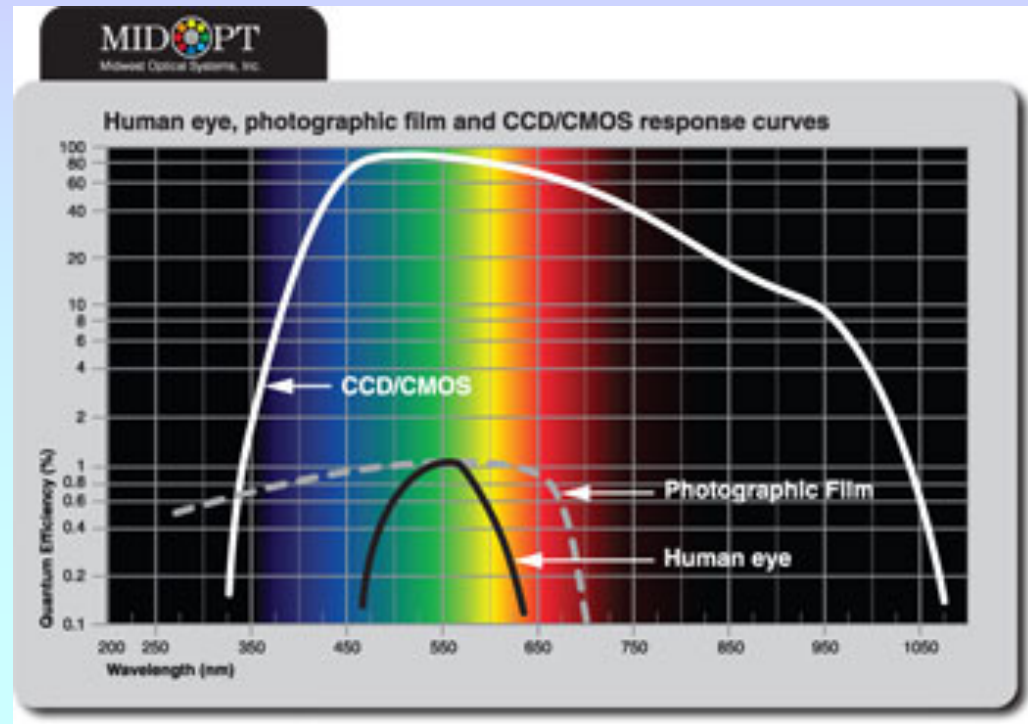 MIDOPT
Midwest Optical Systems, Inc.
Human eye, photographic film and CCD/CMOS response curves
100
80
60
40
20
10
8
6
4
2
1
0.8
0.6
0.4
0.2
0.1
Quantum Efficiency (%)
CCD/CMOS
Photographic Film
Human eye
200 250 350 450 550 650 750 850 950 1050
Wavelength (nm)